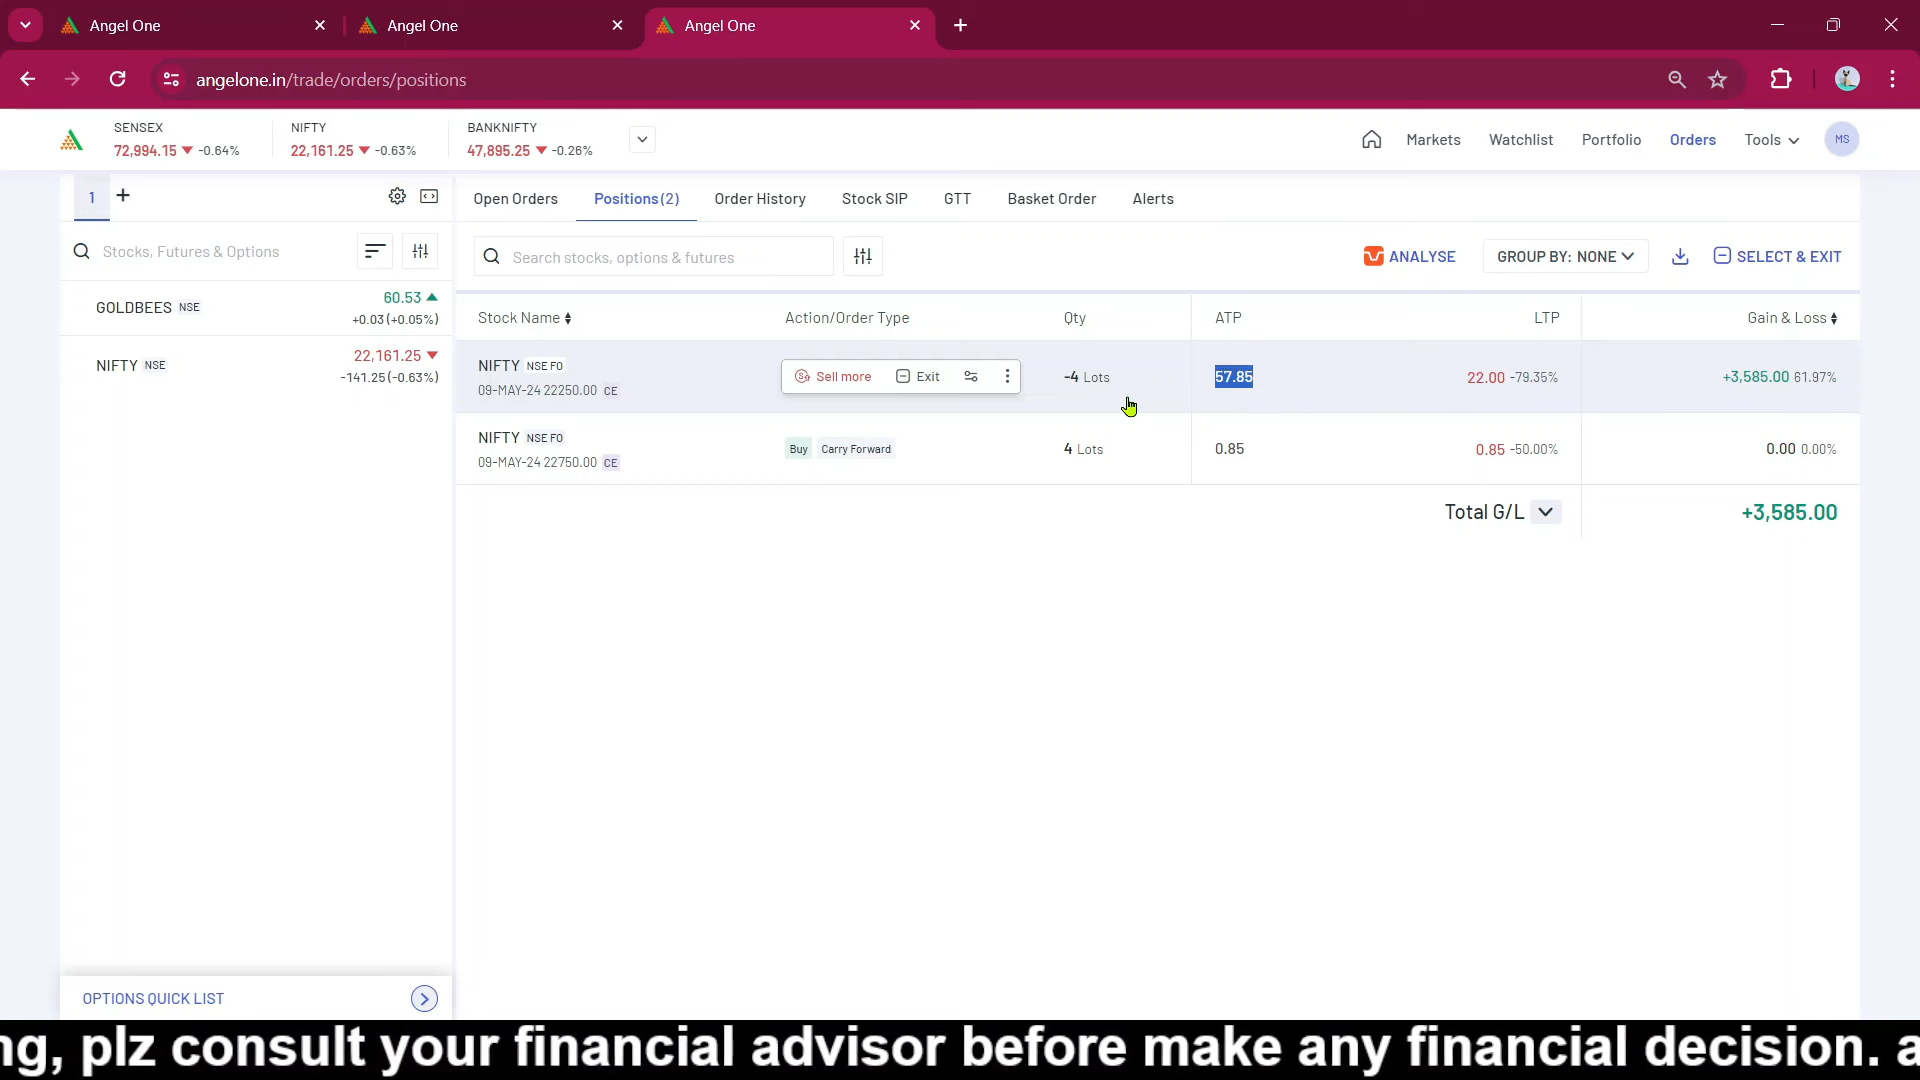 Angel One
Angel One
Angel One
angelone.in/trade/orders/positions
SENSEX
72,994.15 ▼ -0.64%
NIFTY
22,161.25 ▼ -0.63%
BANKNIFTY
47,895.25 ▼ -0.26%
Markets
Watchlist
Portfolio
Orders
Tools
MS
1
Stocks, Futures & Options
GOLDBEES NSE
60.53 ▲
+0.03 (+0.05%)
NIFTY NSE
22,161.25 ▼
-141.25 (-0.63%)
OPTIONS QUICK LIST
Open Orders
Positions (2)
Order History
Stock SIP
GTT
Basket Order
Alerts
Search stocks, options & futures
ANALYSE
GROUP BY: NONE
SELECT & EXIT
Stock Name
Action/Order Type
Qty
ATP
LTP
Gain & Loss
NIFTY NSE FO
09-MAY-24 22250.00 CE
Sell more
Exit
-4 Lots
57.85
22.00 -79.35%
+3,585.00 61.97%
NIFTY NSE FO
09-MAY-24 22750.00 CE
Buy Carry Forward
4 Lots
0.85
0.85 -50.00%
0.00 0.00%
Total G/L
+3,585.00
ng, plz consult your financial advisor before make any financial decision. a